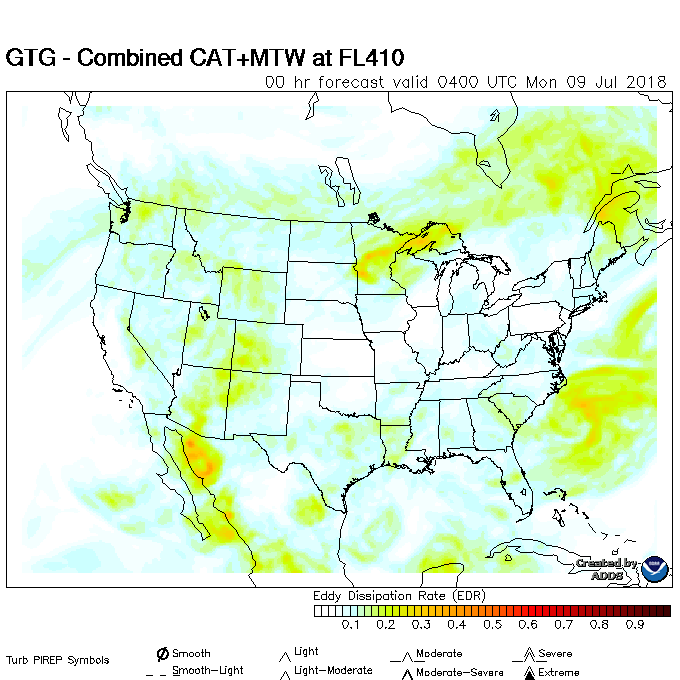 GTG - Combined CAT+MTW at FL410
00 hr forecast valid 0400 UTC Mon 09 Jul 2018
Created by
ADDS
Eddy Dissipation Rate (EDR)
0.1 0.2 0.3 0.4 0.5 0.6 0.7 0.8 0.9
Turb PIREP Symbols
Smooth Light Moderate Severe
Smooth-Light Light-Moderate Moderate-Severe Extreme